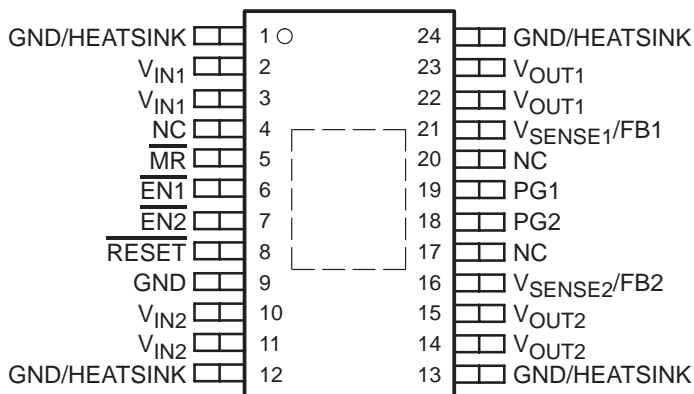 GND/HEATSINK 1 24 GND/HEATSINK
VIN1 2 23 VOUT1
VIN1 3 22 VOUT1
NC 4 21 VSENSE1/FB1
MR 5 20 NC
EN1 6 19 PG1
EN2 7 18 PG2
RESET 8 17 NC
GND 9 16 VSENSE2/FB2
VIN2 10 15 VOUT2
VIN2 11 14 VOUT2
GND/HEATSINK 12 13 GND/HEATSINK